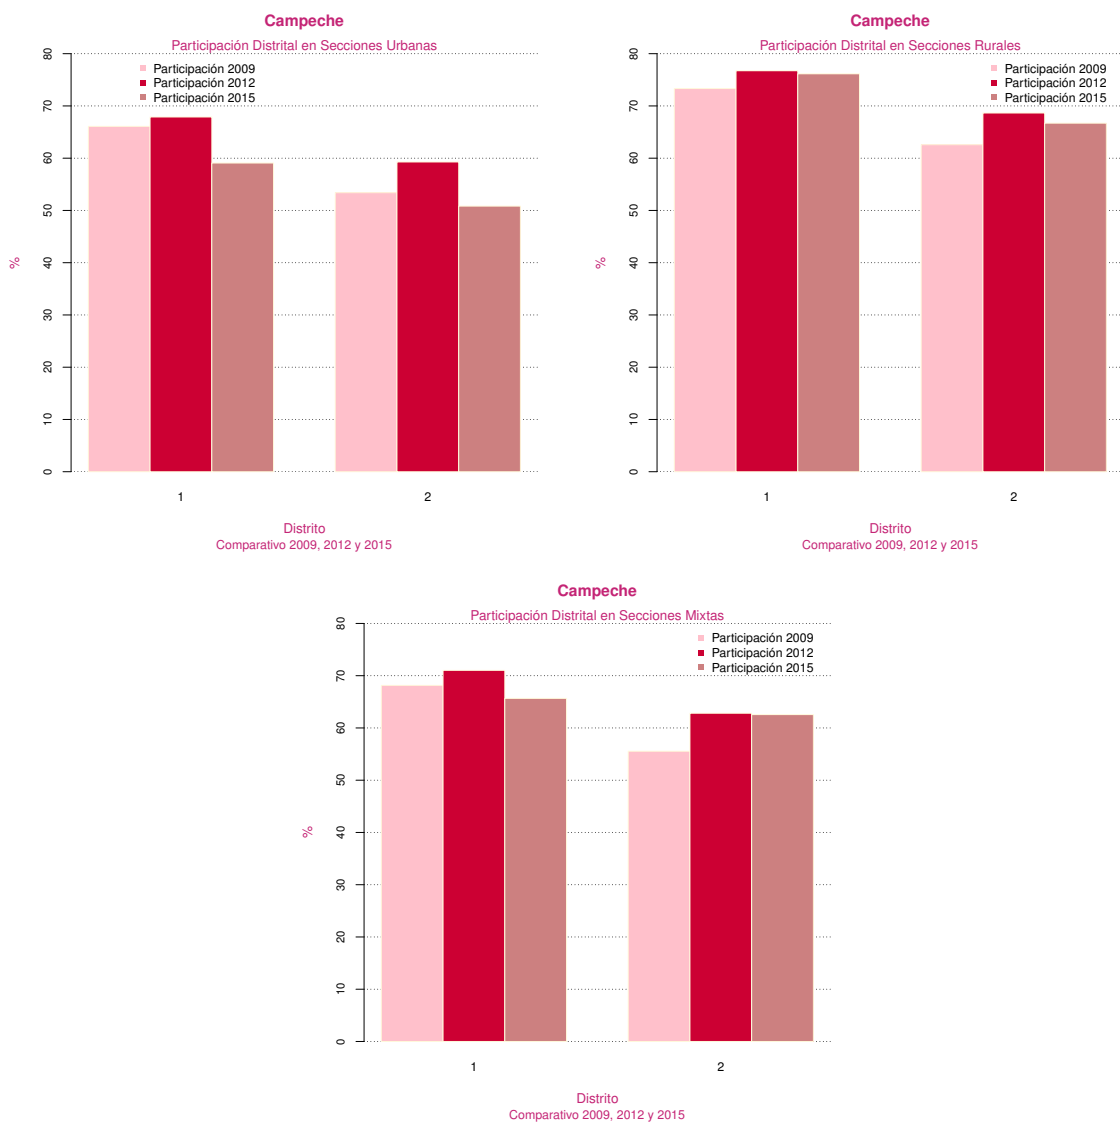 Campeche
Participación Distrital en Secciones Urbanas
80
70
60
50
40
30
20
10
0
%
Participación 2009
Participación 2012
Participación 2015
1
2
Distrito
Comparativo 2009, 2012 y 2015
Campeche
Participación Distrital en Secciones Rurales
80
70
60
50
40
30
20
10
0
%
Participación 2009
Participación 2012
Participación 2015
1
2
Distrito
Comparativo 2009, 2012 y 2015
Campeche
Participación Distrital en Secciones Mixtas
80
70
60
50
40
30
20
10
0
%
Participación 2009
Participación 2012
Participación 2015
1
2
Distrito
Comparativo 2009, 2012 y 2015